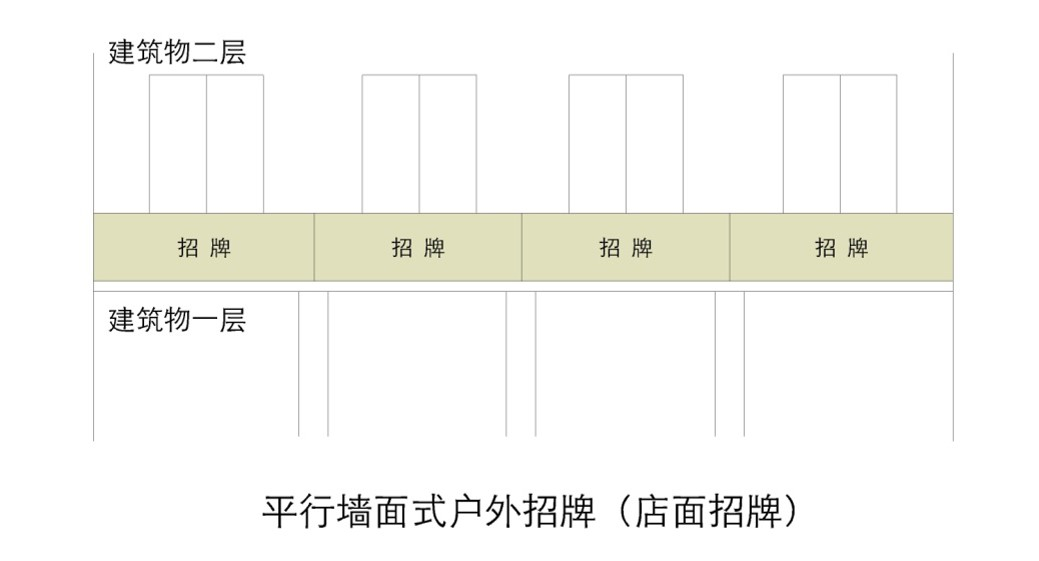 建筑物二层
招 牌 招 牌 招 牌 招 牌
建筑物一层
平行墙面式户外招牌（店面招牌）